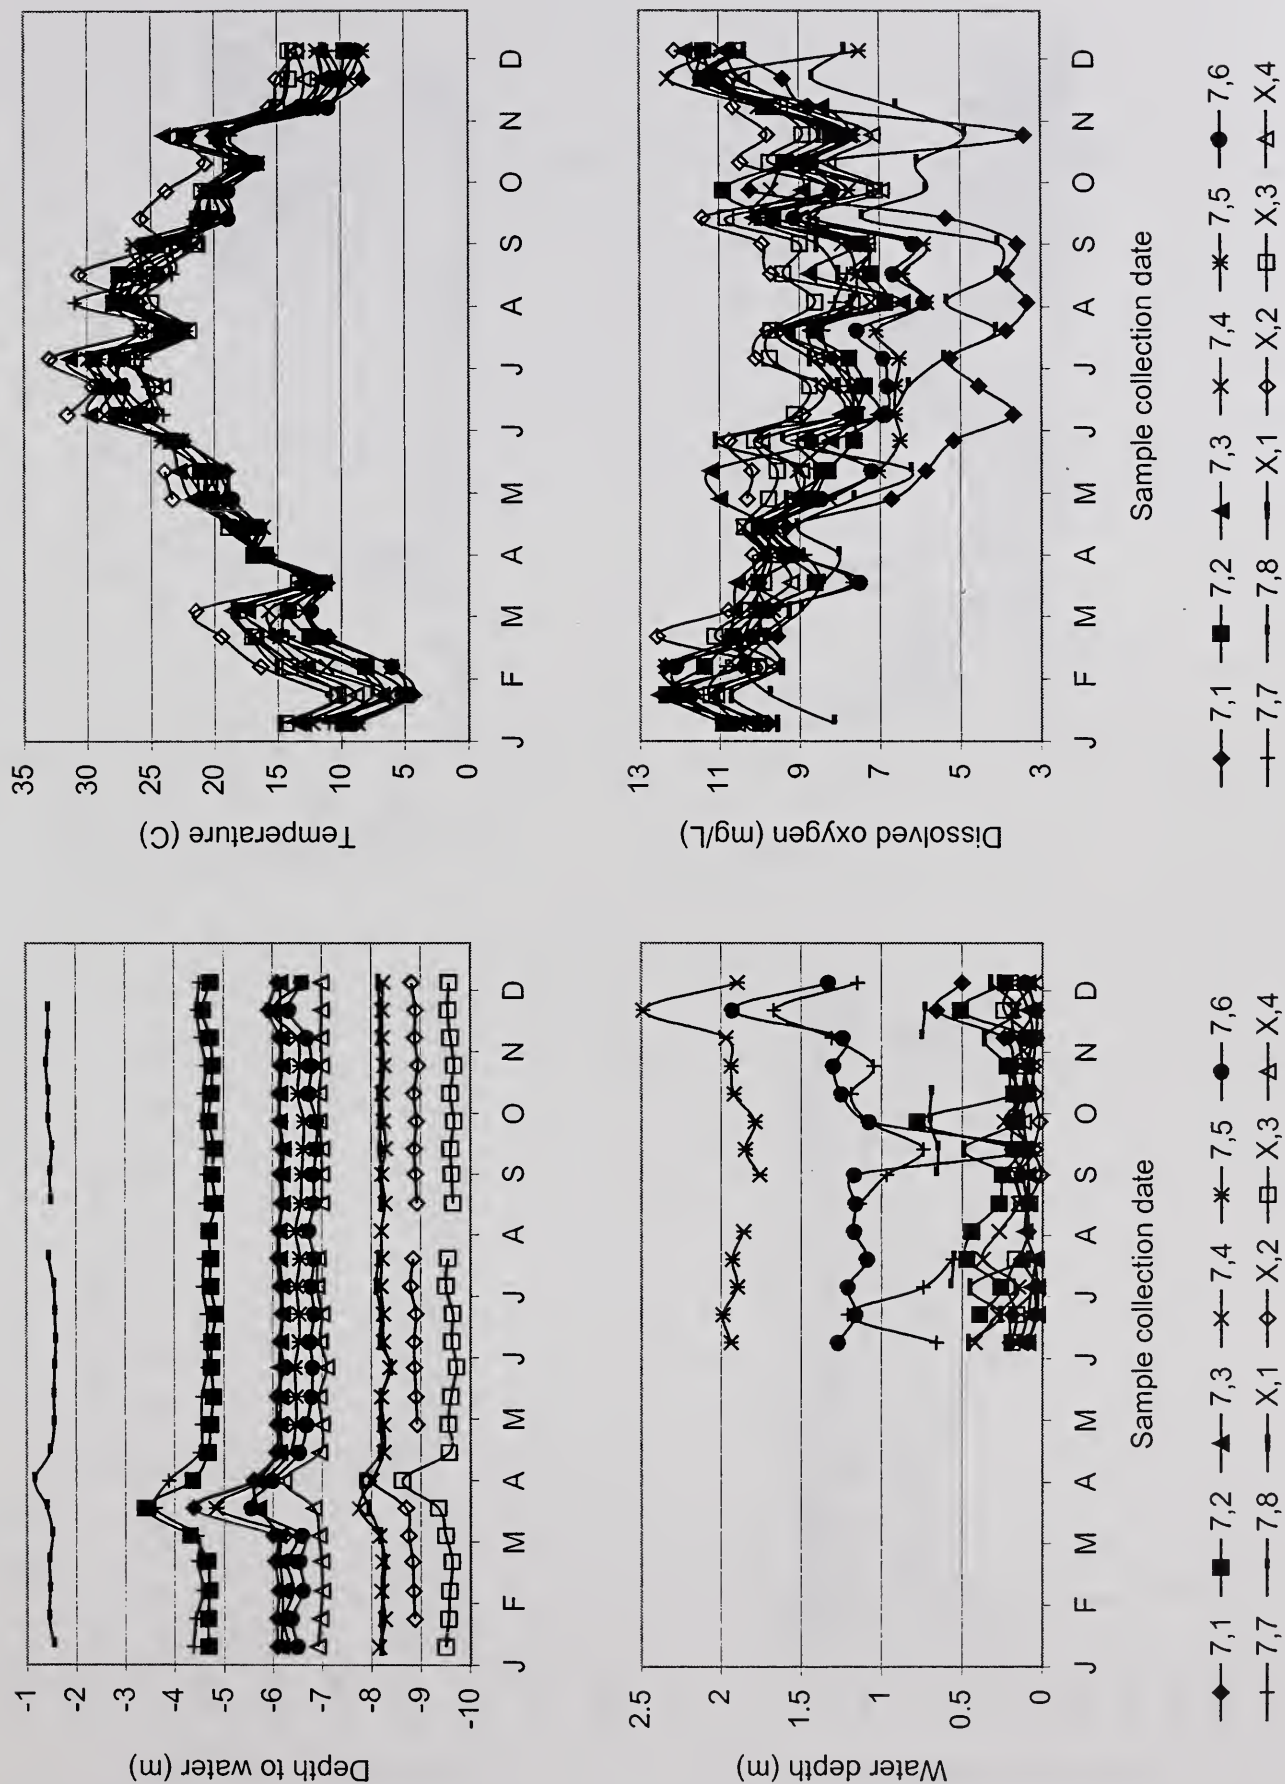 Depth to water (m)
-1
-2
-3
-4
-5
-6
-7
-8
-9
-10
J F M A M J J A S O N D
Temperature (C)
35
30
25
20
15
10
5
0
J F M A M J J A S O N D
Water depth (m)
2.5
2
1.5
1
0.5
0
J F M A M J J A S O N D
Sample collection date
7,1 7,2 7,3 7,4 7,5 7,6
7,7 7,8 X,1 X,2 X,3 X,4
Dissolved oxygen (mg/L)
13
11
9
7
5
3
J F M A M J J A S O N D
Sample collection date
7,1 7,2 7,3 7,4 7,5 7,6
7,7 7,8 X,1 X,2 X,3 X,4